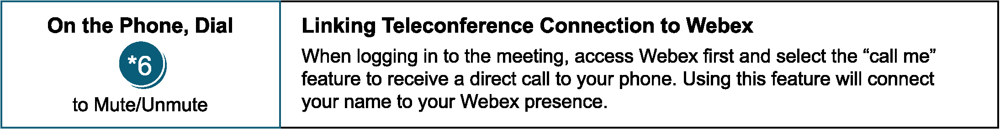 On the Phone, Dial
*6
to Mute/Unmute
Linking Teleconference Connection to Webex
When logging in to the meeting, access Webex first and select the “call me”
feature to receive a direct call to your phone. Using this feature will connect
your name to your Webex presence.